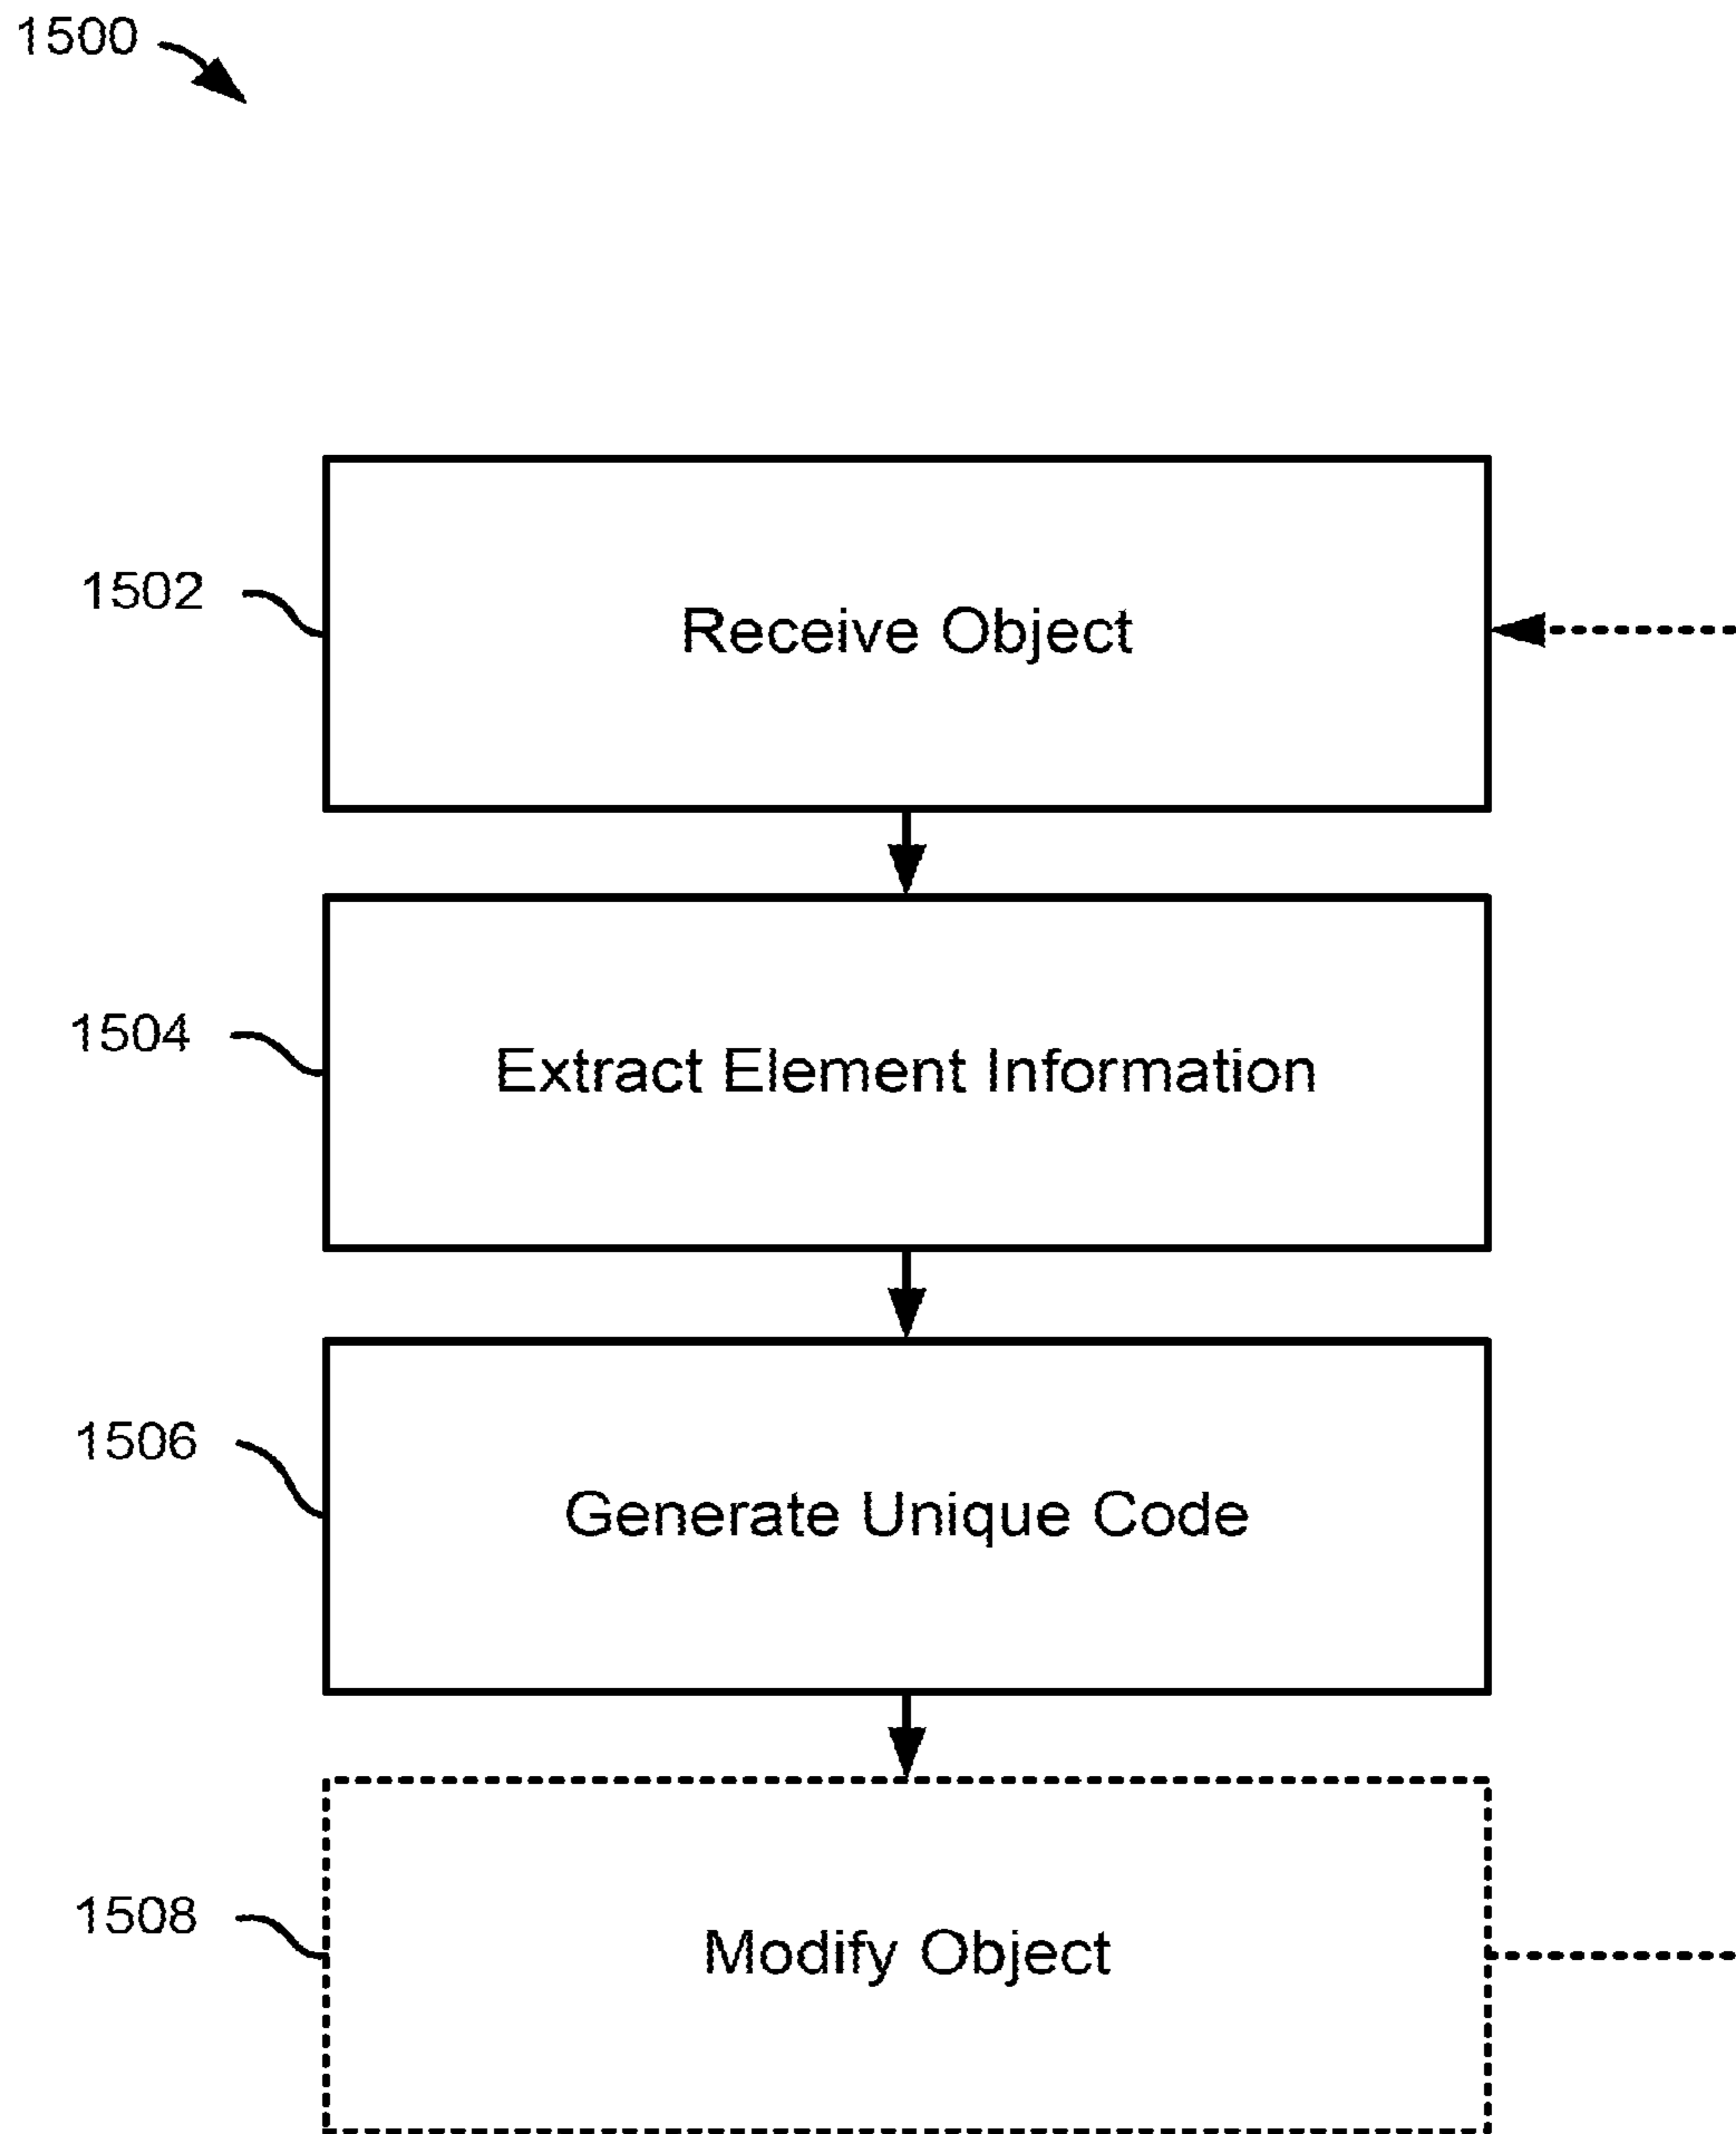 1500
1502
Receive Object
1504
Extract Element Information
1506
Generate Unique Code
1508
Modify Object